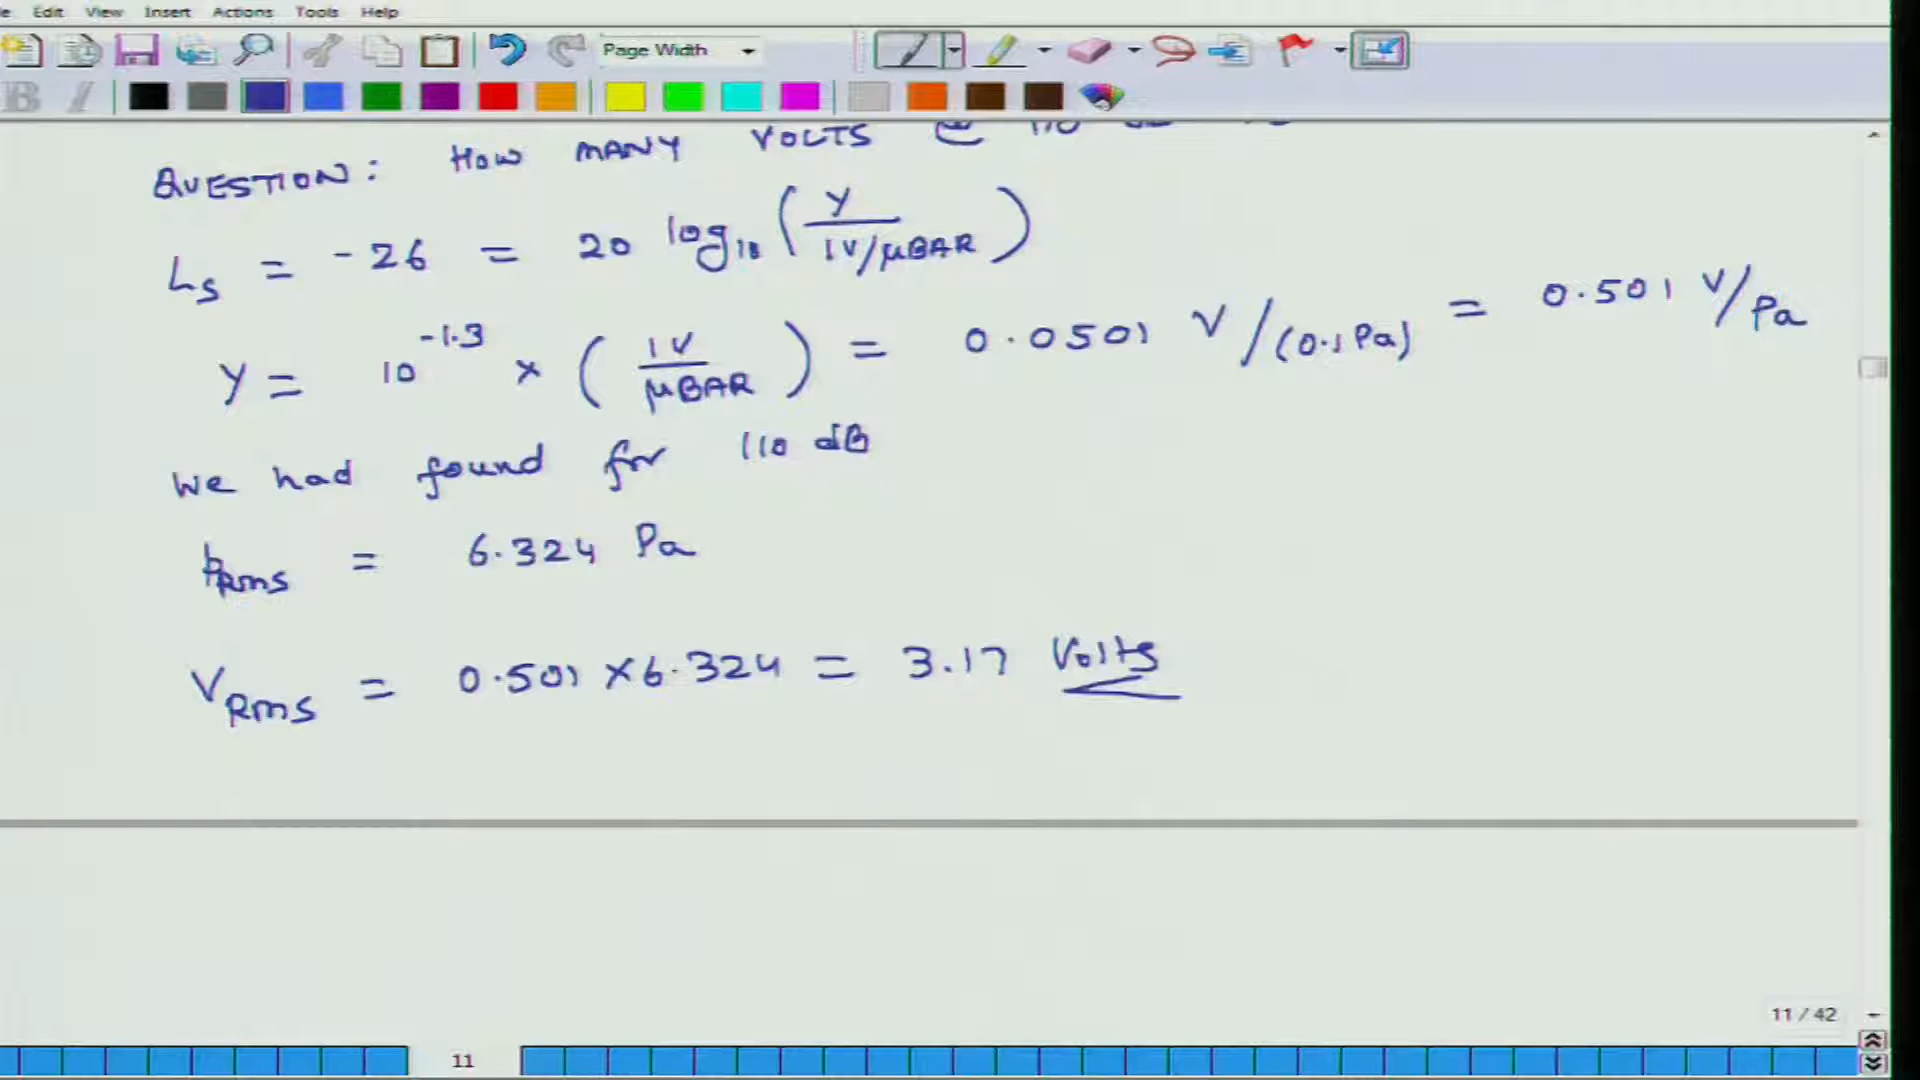 Edit View Insert Actions Tools Help
Page Width
B I
QUESTION: HOW MANY VOLTS @ 110
Ls = -26 = 20 log10 (Y / 1V/μBAR)
Y = 10^-1.3 × (1V / μBAR) = 0.0501 V/(0.1 Pa) = 0.501 V/Pa
We had found for 110 dB
PRMS = 6.324 Pa
VRMS = 0.501 × 6.324 = 3.17 Volts
11 / 42
11